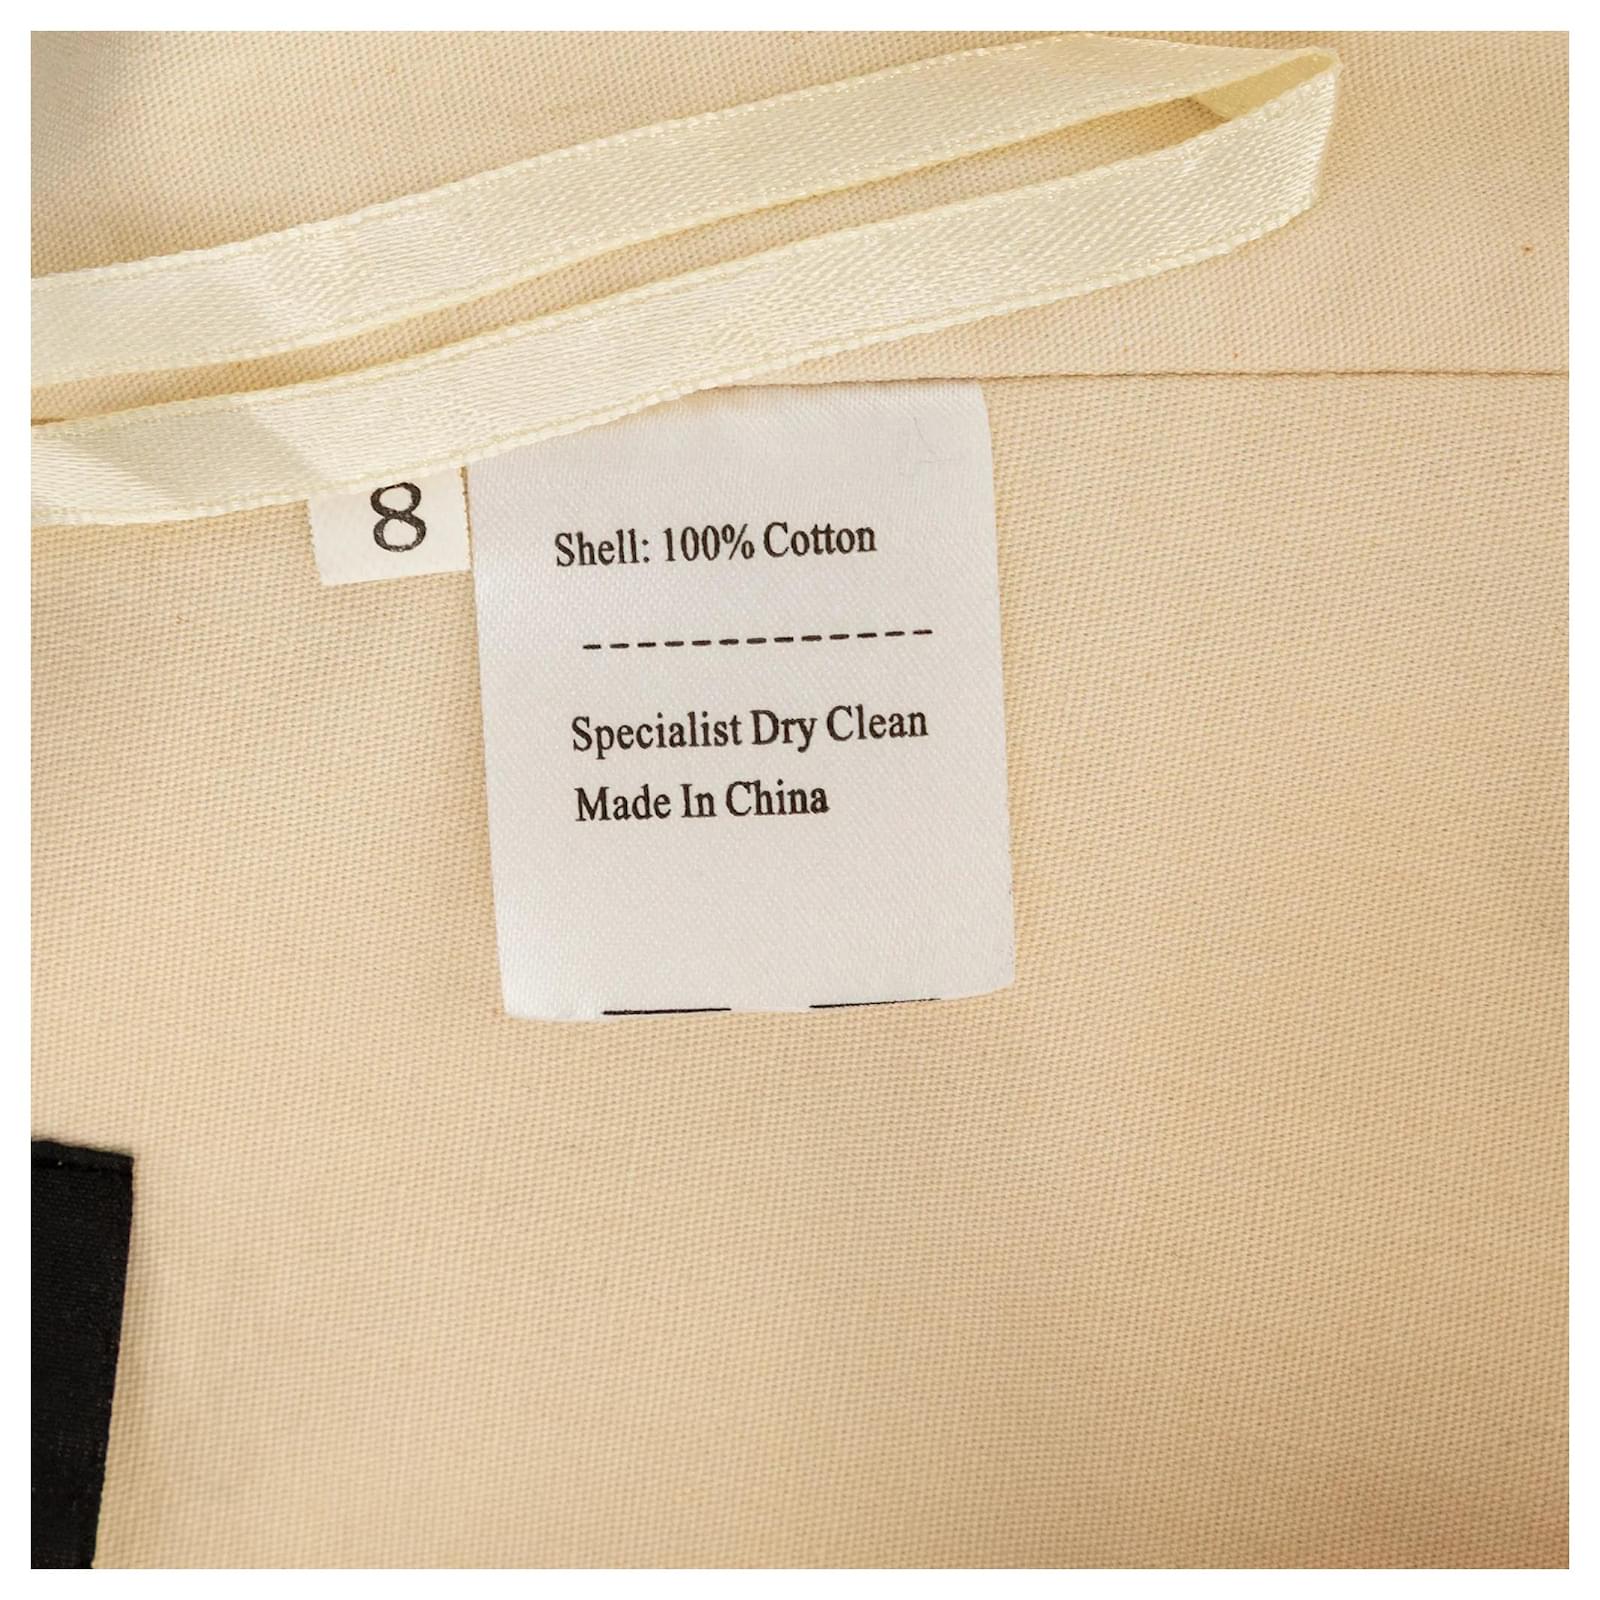 8
Shell: 100% Cotton
--------------
Specialist Dry Clean
Made In China